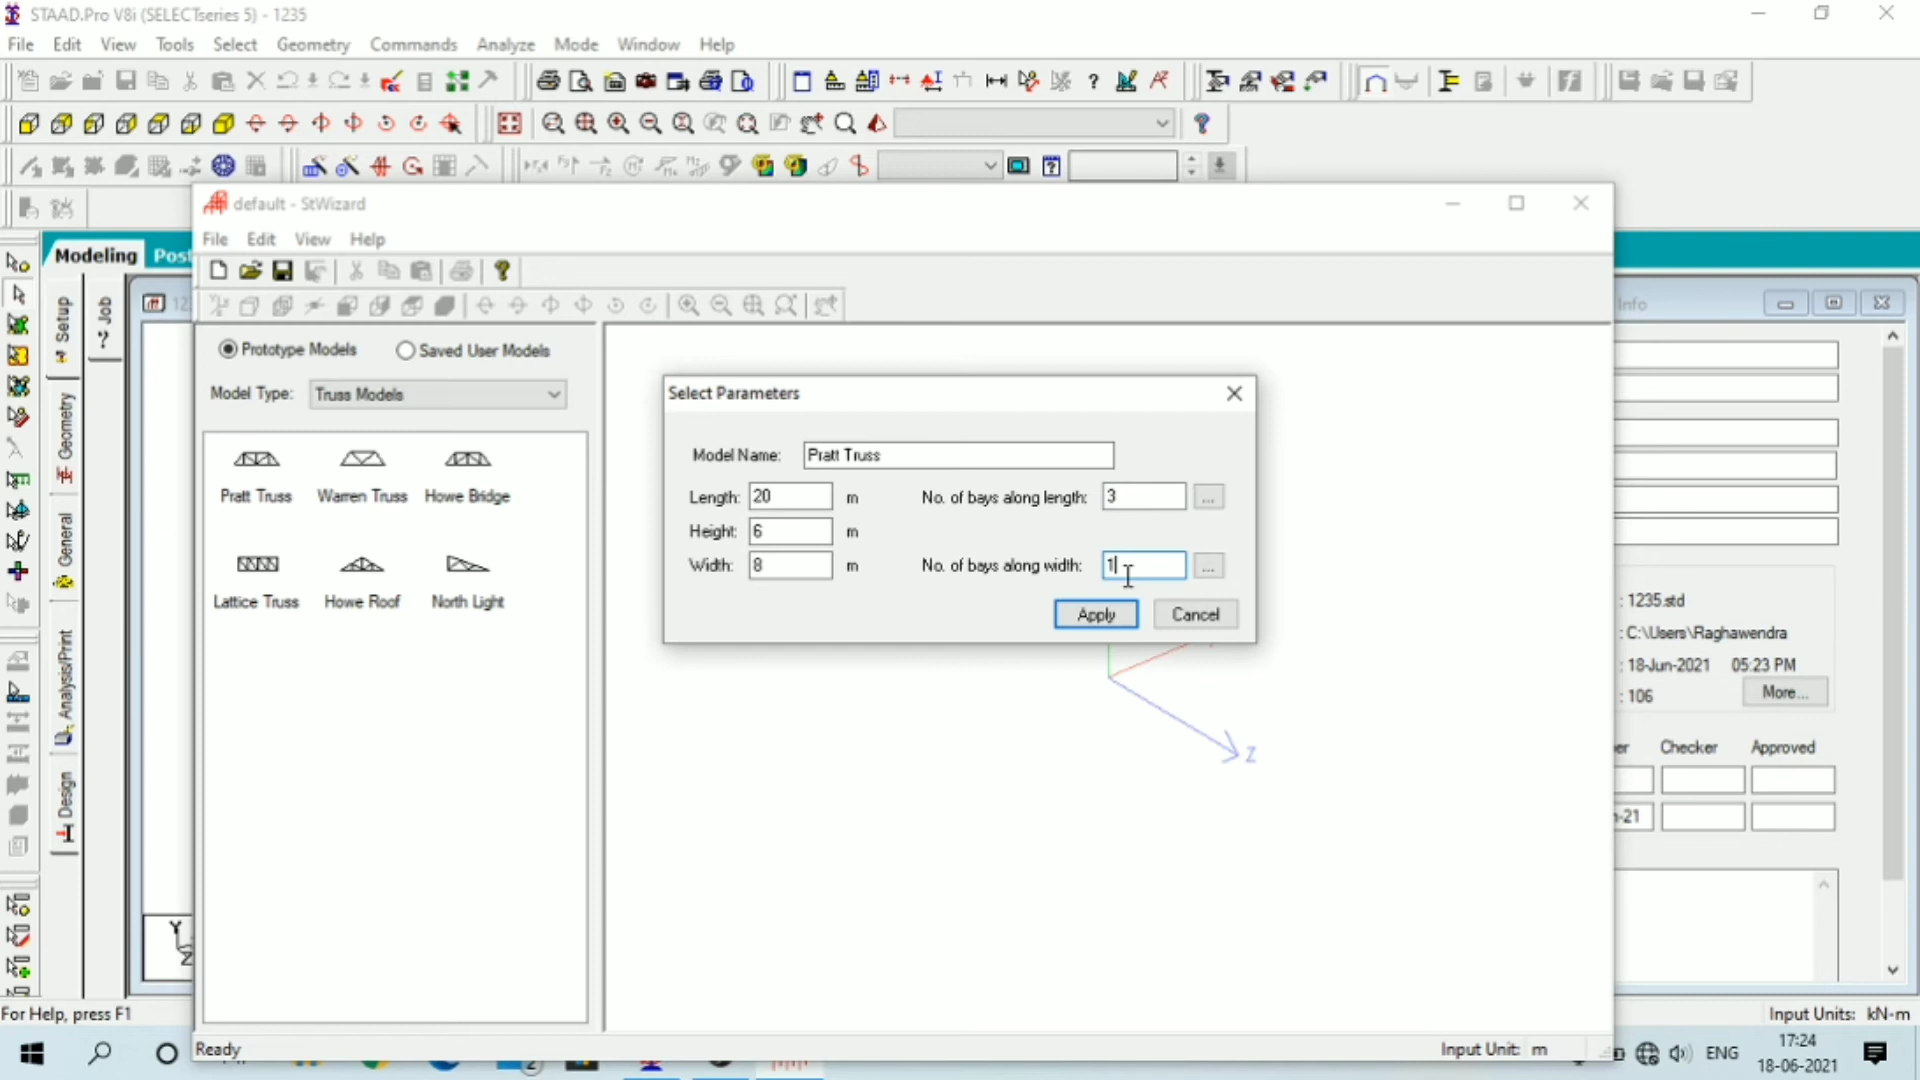 STAAD.Pro V8i (SELECTseries 5) - 1235
File Edit View Tools Select Geometry Commands Analyze Mode Window Help
default - StWizard
File Edit View Help
Modeling Post
Setup
Job
Geometry
General
Analysis/Print
Design
Info
Prototype Models Saved User Models
Model Type: Truss Models
Pratt Truss Warren Truss Howe Bridge
Lattice Truss Howe Roof North Light
Select Parameters
Model Name: Pratt Truss
Length: 20 m No. of bays along length: 3 ...
Height: 6 m
Width: 8 m No. of bays along width: 1 ...
Apply Cancel
Z
: 1235.std
: C:\Users\Raghawendra
: 18-Jun-2021 05:23 PM
: 106 More...
er Checker Approved
n-21
Y
Z
For Help, press F1
Input Units: kN-m
Ready
Input Unit: m
ENG
17:24
18-06-2021